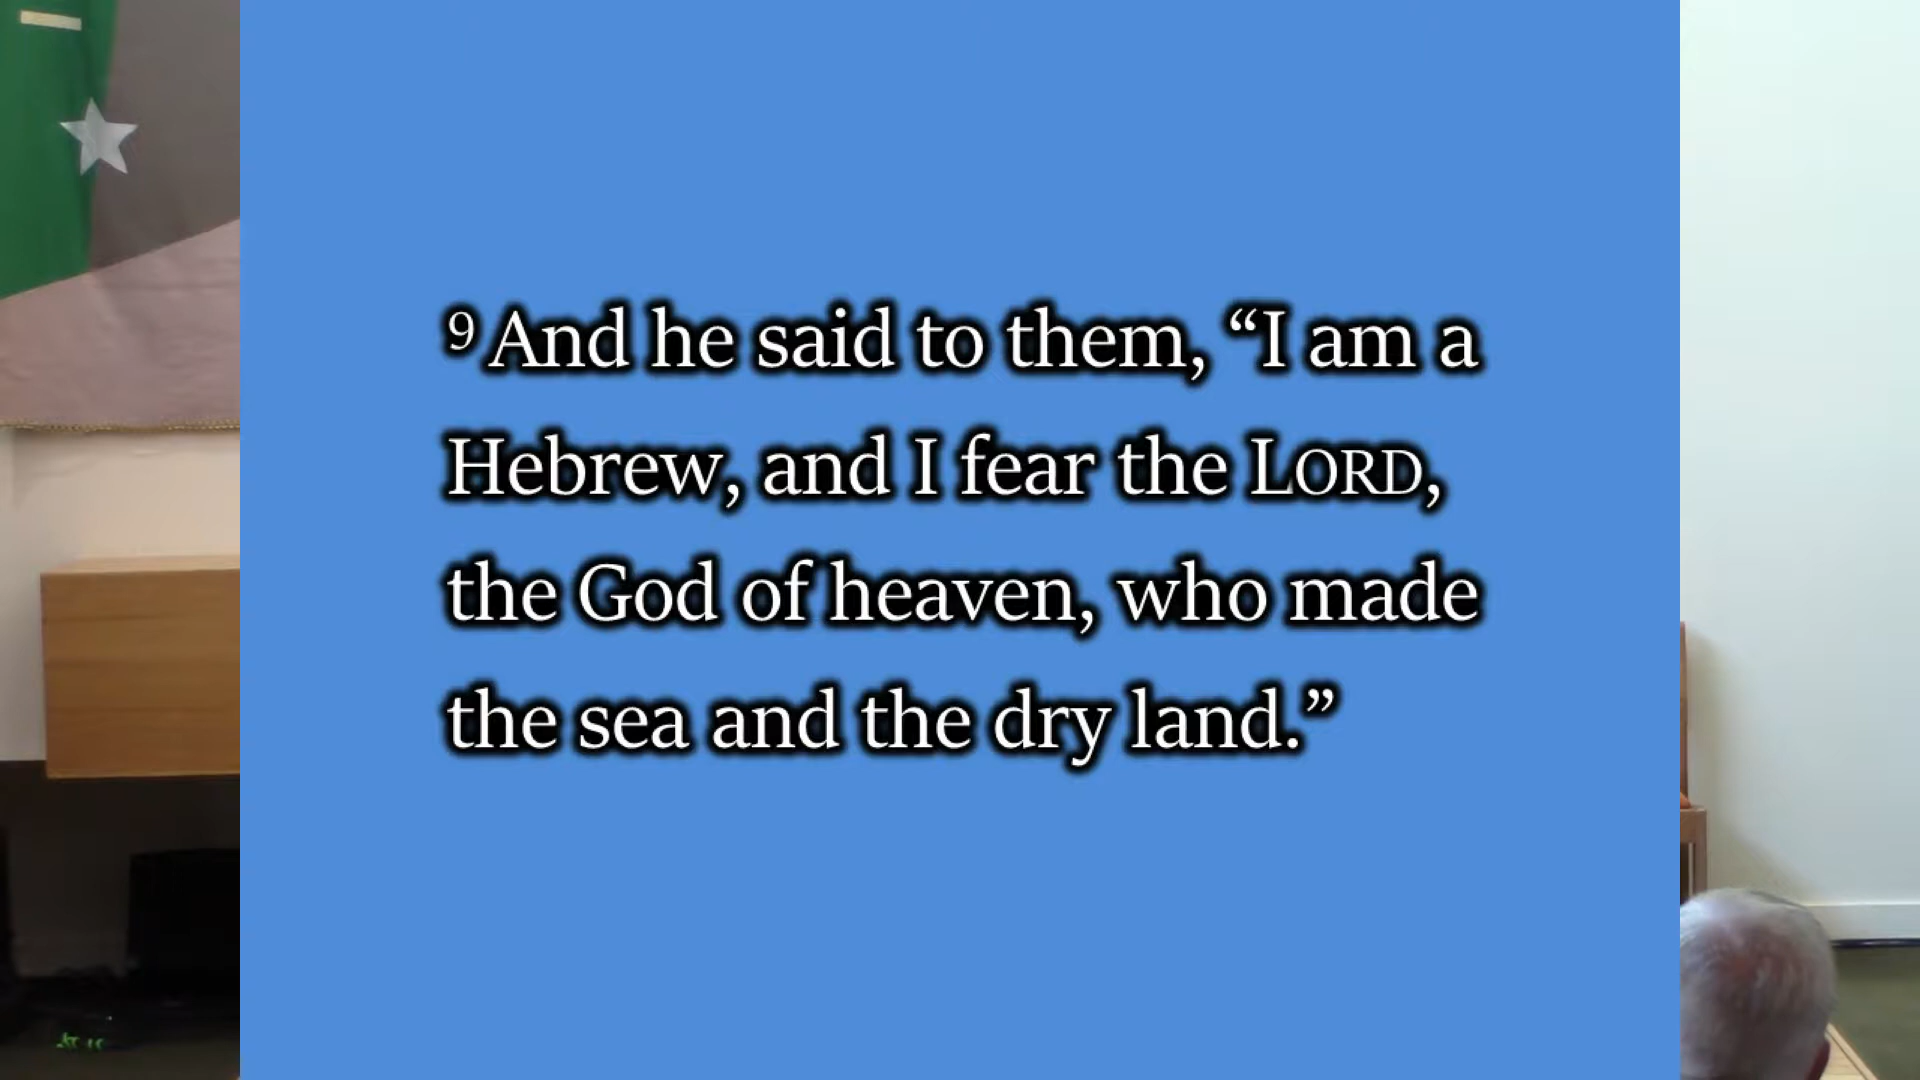 ⁹ And he said to them, “I am a
Hebrew, and I fear the LORD,
the God of heaven, who made
the sea and the dry land.”